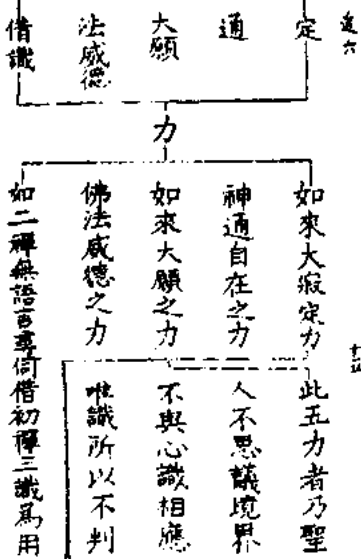 定
通
大願
法威德
借識
力
如來大寂定力
神通自在之力
如來大願之力
佛法威德之力
如二禪無語言尋伺借初禪三識爲用
此五力者乃聖
人不思議境界
不與心識相應
唯識所以不判